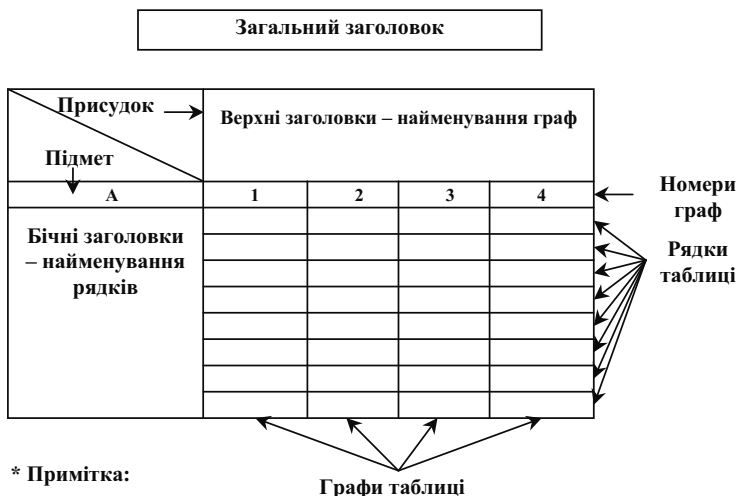 Загальний заголовок
Присудок
Верхні заголовки – найменування граф
Підмет
А 1 2 3 4
Номери
граф
Бічні заголовки
– найменування
рядків
Рядки
таблиці
* Примітка:
Графи таблиці